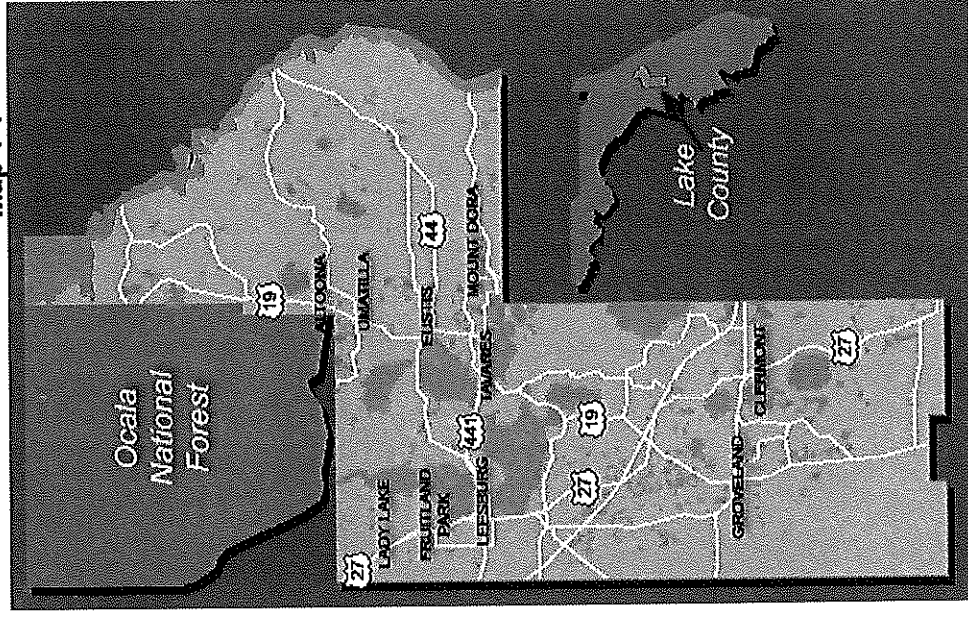 Ocala
National
Forest
19
ALTOONA
UMATILLA
44
EUSTIS
MOUNT DORA
TAVARES
441
27
LADY LAKE
FRUITLAND
PARK
LEESBURG
19
27
GROVELAND
CLERMONT
27
Lake
County